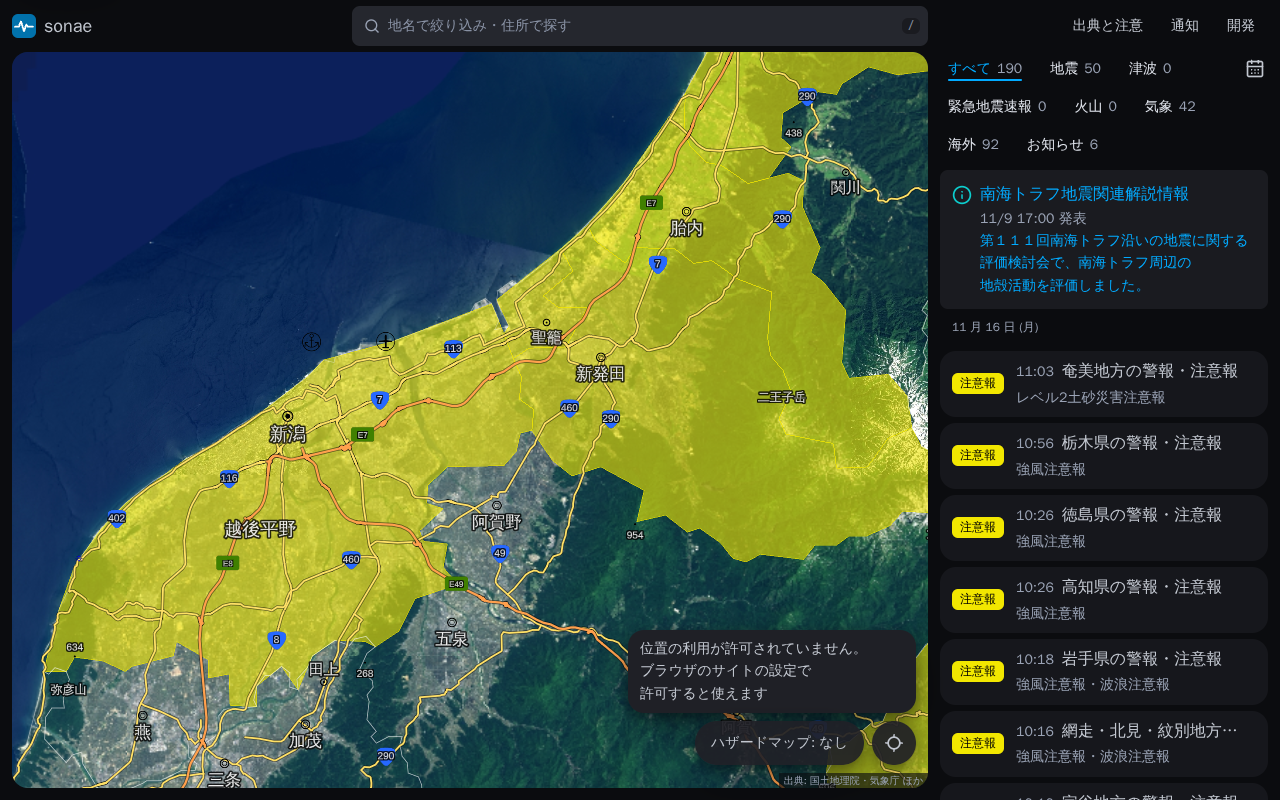 sonae
地名で絞り込み・住所で探す
/
出典と注意
通知
開発
すべて 190
地震 50
津波 0
緊急地震速報 0
火山 0
気象 42
海外 92
お知らせ 6
南海トラフ地震関連解説情報
11/9 17:00 発表
第１１１回南海トラフ沿いの地震に関する
評価検討会で、南海トラフ周辺の
地殻活動を評価しました。
11 月 16 日 (月)
注意報
11:03 奄美地方の警報・注意報
レベル2土砂災害注意報
注意報
10:56 栃木県の警報・注意報
強風注意報
注意報
10:26 徳島県の警報・注意報
強風注意報
注意報
10:26 高知県の警報・注意報
強風注意報
注意報
10:18 岩手県の警報・注意報
強風注意報・波浪注意報
注意報
10:16 網走・北見・紋別地方…
強風注意報・波浪注意報
290
438
関川
E7
胎内
290
7
聖籠
113
新発田
二王子岳
7
460
290
新潟
E7
116
402
越後平野
阿賀野
954
460
49
E8
E49
五泉
8
634
田上
268
弥彦山
燕
加茂
290
三条
位置の利用が許可されていません。
ブラウザのサイトの設定で
許可すると使えます
ハザードマップ: なし
出典: 国土地理院・気象庁 ほか